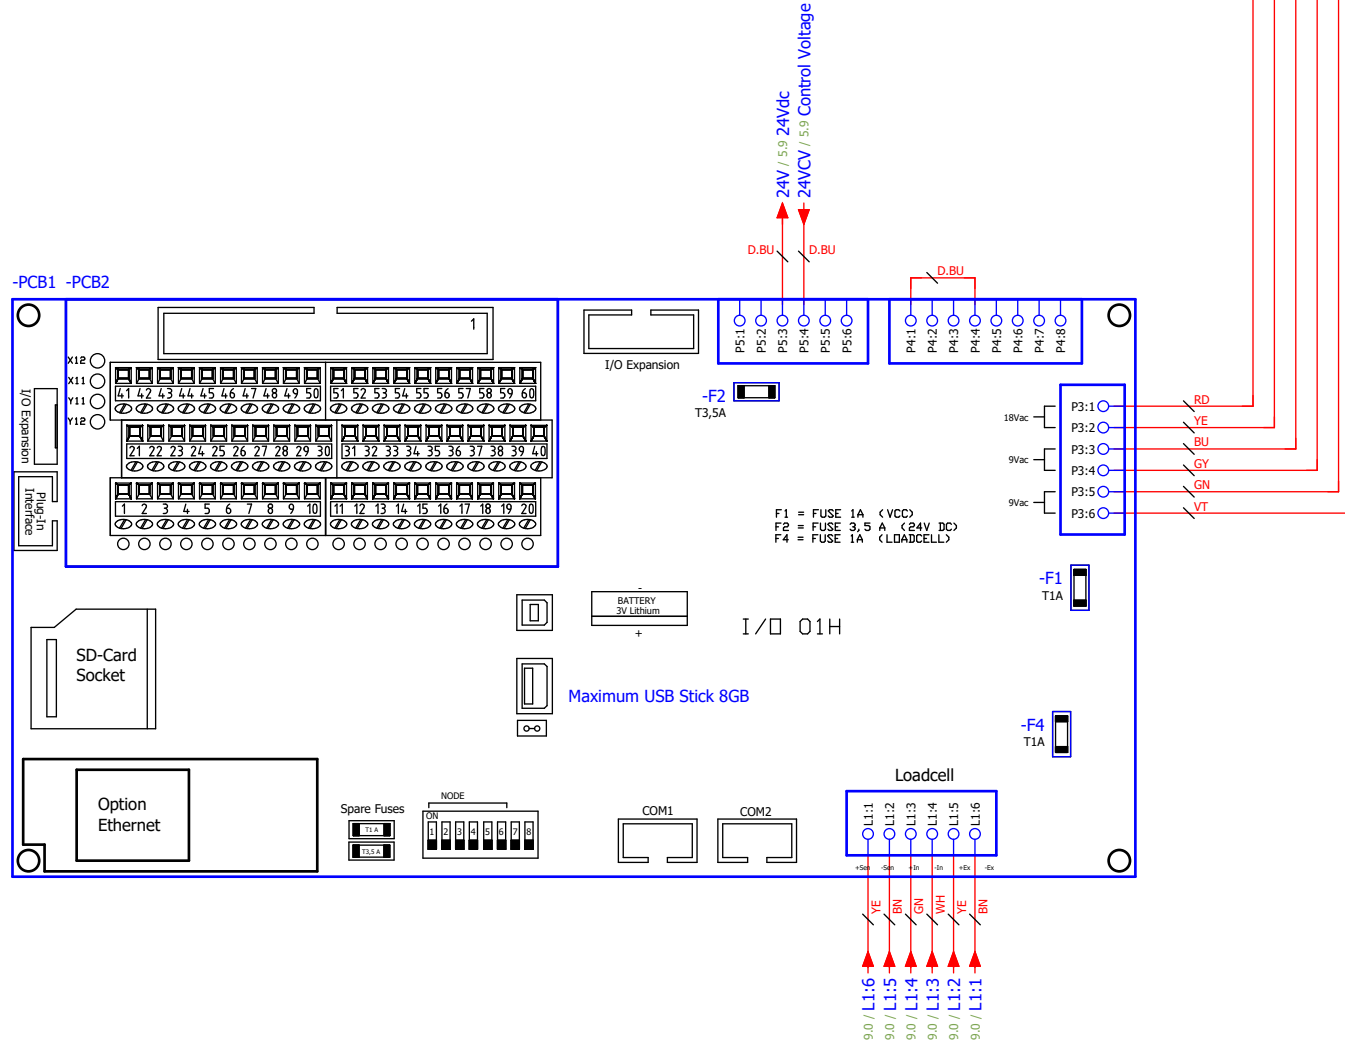 24V / 5.9 24Vdc
24VCV / 5.9 Control Voltage
D.BU
D.BU
D.BU
-PCB1 -PCB2
1
I/O Expansion
P5:1 P5:2 P5:3 P5:4 P5:5 P5:6
P4:1 P4:2 P4:3 P4:4 P4:5 P4:6 P4:7 P4:8
X12
X11
Y11
Y12
41 42 43 44 45 46 47 48 49 50 51 52 53 54 55 56 57 58 59 60
21 22 23 24 25 26 27 28 29 30 31 32 33 34 35 36 37 38 39 40
1 2 3 4 5 6 7 8 9 10 11 12 13 14 15 16 17 18 19 20
I/O Expansion
Plug-In
Interface
-F2
T3,5A
18Vac
9Vac
9Vac
P3:1 RD
P3:2 YE
P3:3 BU
P3:4 GY
P3:5 GN
P3:6 VT
F1 = FUSE 1A (VCC)
F2 = FUSE 3,5 A (24V DC)
F4 = FUSE 1A (LOADCELL)
-F1
T1A
BATTERY
3V Lithium
-
+
I/O 01H
SD-Card
Socket
Maximum USB Stick 8GB
-F4
T1A
Option
Ethernet
Spare Fuses
T1 A
T3,5 A
NODE
ON
1 2 3 4 5 6 7 8
COM1
COM2
Loadcell
L1:1 L1:2 L1:3 L1:4 L1:5 L1:6
+Sen -Sen +In -In +Ex -Ex
YE BN GN WH YE BN
9.0 / L1:6
9.0 / L1:5
9.0 / L1:4
9.0 / L1:3
9.0 / L1:2
9.0 / L1:1